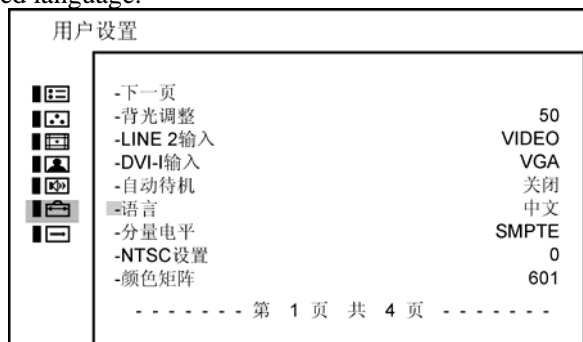 ed language.
用户设置
-下一页
-背光调整 50
-LINE 2输入 VIDEO
-DVI-I输入 VGA
-自动待机 关闭
-语言 中文
-分量电平 SMPTE
-NTSC设置 0
-颜色矩阵 601
- - - - - - - 第 1 页 共 4 页 - - - - - - -